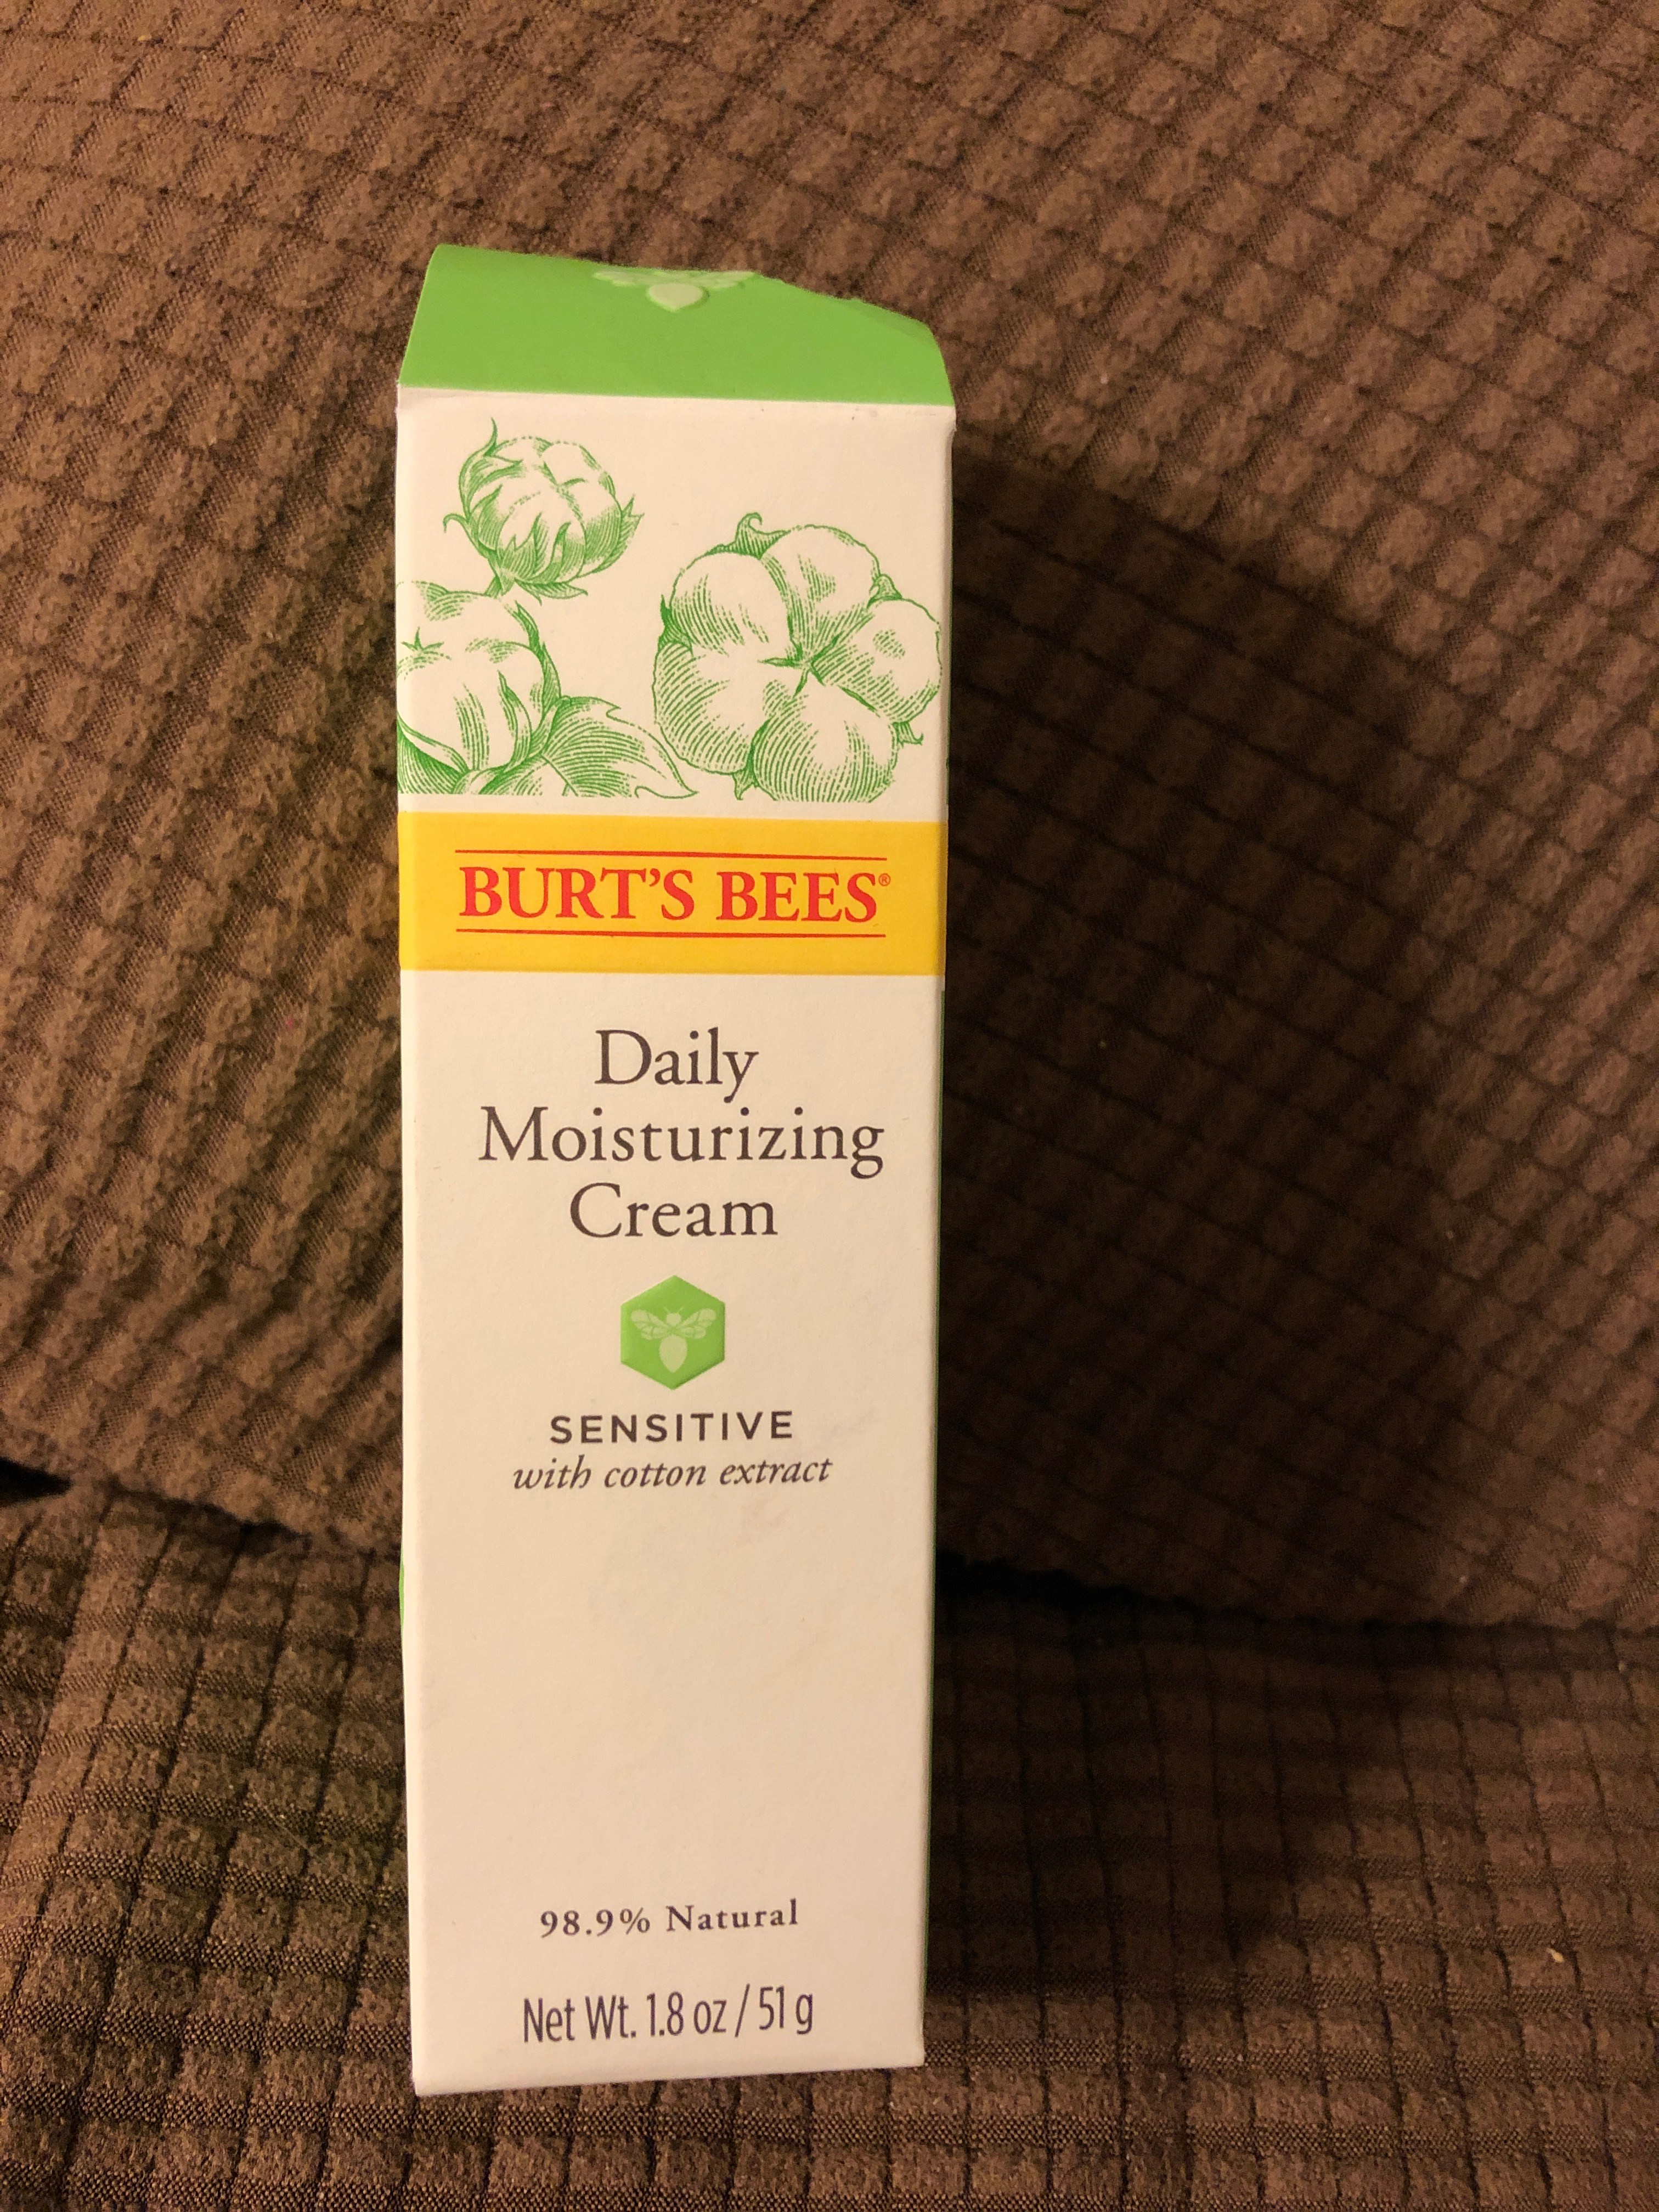 BURT'S BEES®
Daily
Moisturizing
Cream
SENSITIVE
with cotton extract
98.9% Natural
Net Wt. 1.8 oz / 51 g